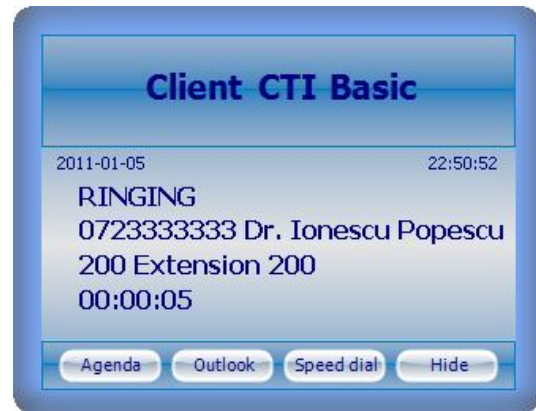 Client CTI Basic
2011-01-05 22:50:52
RINGING
0723333333 Dr. Ionescu Popescu
200 Extension 200
00:00:05
Agenda Outlook Speed dial Hide